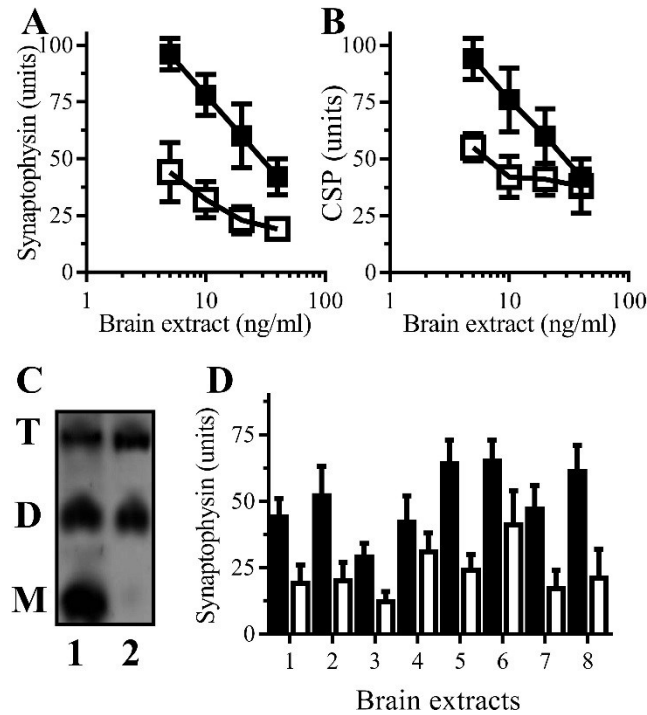 A
Synaptophysin (units)
100
75
50
25
0
1
10
100
Brain extract (ng/ml)
B
CSP (units)
100
75
50
25
0
1
10
100
Brain extract (ng/ml)
C
T
D
M
1 2
D
Synaptophysin (units)
75
50
25
0
1 2 3 4 5 6 7 8
Brain extracts